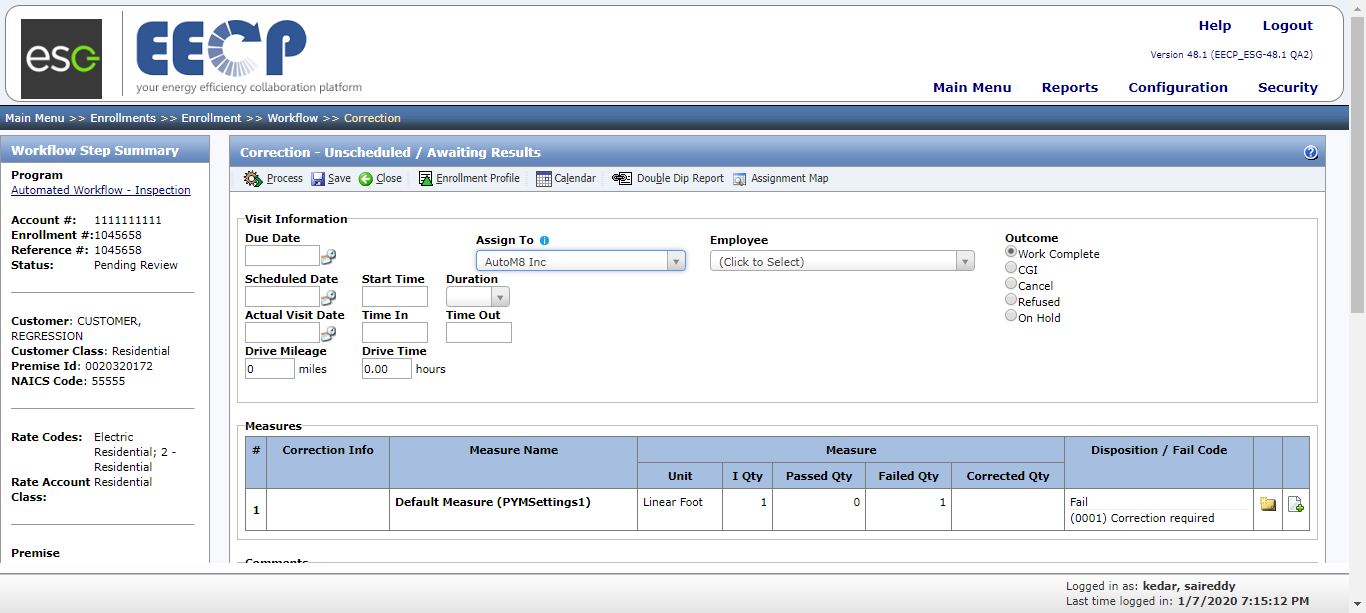 esc
EECP
your energy efficiency collaboration platform
Help Logout
Version 48.1 (EECP_ESG-48.1 QA2)
Main Menu Reports Configuration Security
Main Menu >> Enrollments >> Enrollment >> Workflow >> Correction
Workflow Step Summary
Program
Automated Workflow - Inspection
Account #: 1111111111
Enrollment #:1045658
Reference #: 1045658
Status: Pending Review
Customer: CUSTOMER,
REGRESSION
Customer Class: Residential
Premise Id: 0020320172
NAICS Code: 55555
Rate Codes: Electric
Residential; 2 -
Residential
Rate Account Residential
Class:
Premise
Correction - Unscheduled / Awaiting Results
Process Save Close Enrollment Profile Calendar Double Dip Report Assignment Map
Visit Information
Due Date Assign To Employee Outcome
AutoM8 Inc (Click to Select) Work Complete
CGI
Scheduled Date Start Time Duration
Cancel
Refused
Actual Visit Date Time In Time Out
On Hold
Drive Mileage Drive Time
0 miles 0.00 hours
Measures
# Correction Info Measure Name Measure Disposition / Fail Code
Unit I Qty Passed Qty Failed Qty Corrected Qty
1 Default Measure (PYMSettings1) Linear Foot 1 0 1 Fail
(0001) Correction required
Comments
Logged in as: kedar, saireddy
Last time logged in: 1/7/2020 7:15:12 PM